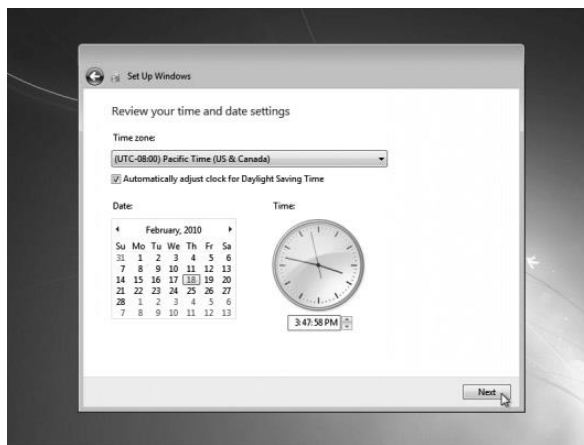 Set Up Windows
Review your time and date settings
Time zone:
(UTC-08:00) Pacific Time (US & Canada)
Automatically adjust clock for Daylight Saving Time
Date:
Time:
February, 2010
Su Mo Tu We Th Fr Sa
31 1 2 3 4 5 6
7 8 9 10 11 12 13
14 15 16 17 18 19 20
21 22 23 24 25 26 27
28 1 2 3 4 5 6
7 8 9 10 11 12 13
3:47:58 PM
Next